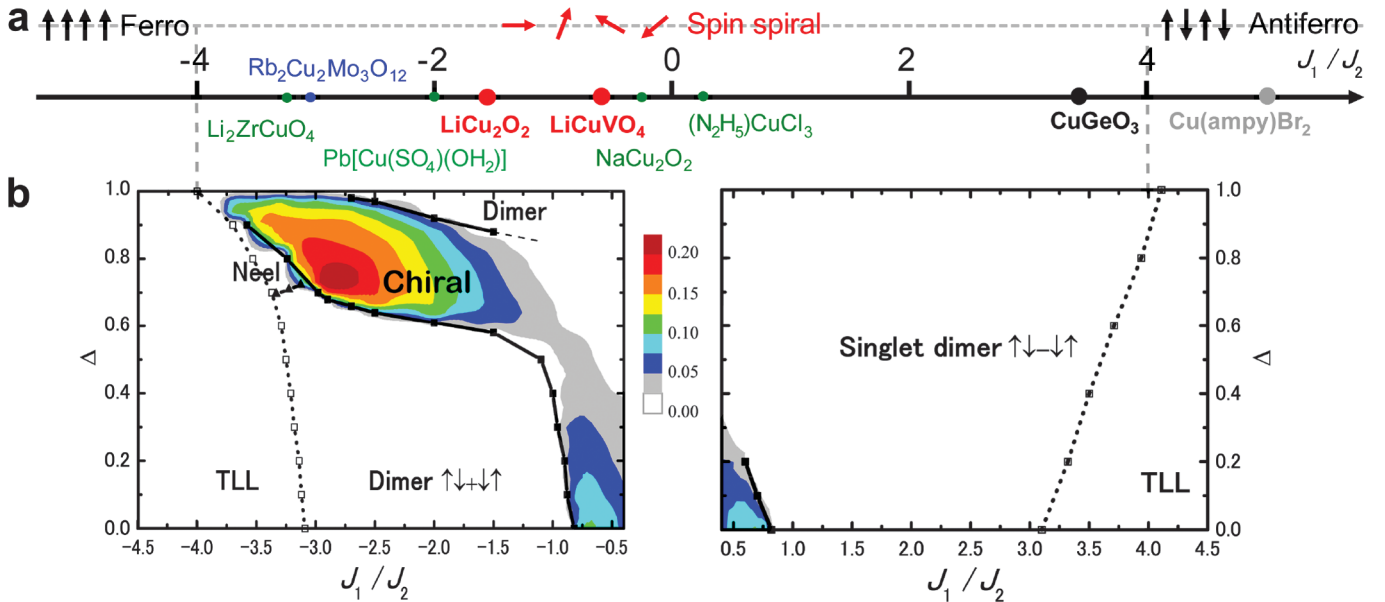 a ↑↑↑↑ Ferro Spin spiral ↑↓↑↓ Antiferro
-4 -2 0 2 4 J₁/J₂
Rb₂Cu₂Mo₃O₁₂
Li₂ZrCuO₄ LiCu₂O₂ LiCuVO₄ (N₂H₅)CuCl₃ CuGeO₃ Cu(ampy)Br₂
Pb[Cu(SO₄)(OH₂)] NaCu₂O₂
b
1.0
0.8
0.6
0.4
0.2
0.0
Δ
Dimer
Neel
Chiral
TLL
Dimer ↑↓+↓↑
-4.5 -4.0 -3.5 -3.0 -2.5 -2.0 -1.5 -1.0 -0.5
J₁/J₂
0.20
0.15
0.10
0.05
0.00
Singlet dimer ↑↓–↓↑
TLL
1.0
0.8
0.6
0.4
0.2
0.0
Δ
0.5 1.0 1.5 2.0 2.5 3.0 3.5 4.0 4.5
J₁/J₂